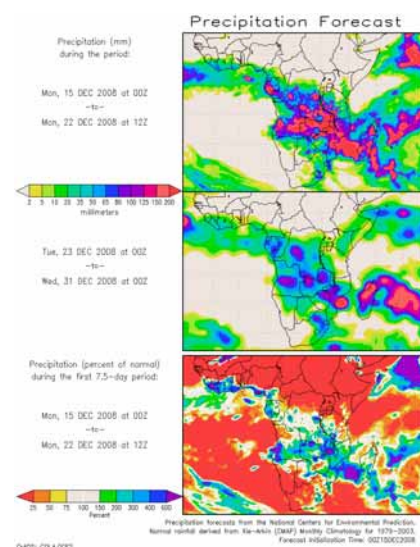 Precipitation Forecast
Precipitation (mm)
during the period:
Mon, 15 DEC 2008 at 00Z
-to-
Mon, 22 DEC 2008 at 12Z
2 5 10 20 35 50 65 80 100 125 150 200
millimeters
Tue, 23 DEC 2008 at 00Z
-to-
Wed, 31 DEC 2008 at 00Z
Precipitation (percent of normal)
during the first 7.5-day period:
Mon, 15 DEC 2008 at 00Z
-to-
Mon, 22 DEC 2008 at 12Z
25 50 75 100 150 200 300 400 600
Percent
Precipitation forecasts from the National Centers for Environmental Prediction.
Normal rainfall derived from Xie-Arkin (CMAP) Monthly Climatology for 1979-2003.
Forecast Initialization Time: 00Z15DEC2008